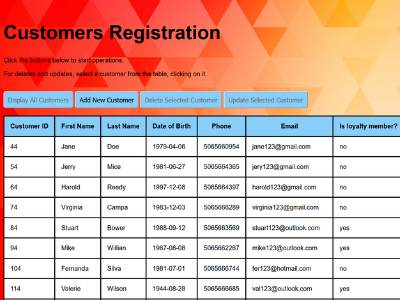 Customers Registration
Click the buttons below to start operations.
For deletes and updates, select a customer from the table, clicking on it.
Display All Customers Add New Customer Delete Selected Customer Update Selected Customer
Customer ID First Name Last Name Date of Birth Phone Email Is loyalty member?
44 Jane Doe 1979-04-06 5065660954 jane123@gmail.com no
54 Jerry Mice 1981-06-27 5065664365 jery123@gmail.com no
64 Harold Reedy 1997-12-08 5065664397 harold123@gmail.com no
74 Virginia Campa 1983-12-03 5065666289 virginia123@gmail.com no
84 Stuart Bower 1988-09-12 5065663569 stuart123@outlook.com yes
94 Mike Willian 1967-08-08 5065662267 mike123@outlook.com yes
104 Fernanda Silva 1981-07-01 5065666744 fer123@hotmail.com no
114 Valerie Wilson 1944-08-28 5065666685 val123@outlook.com yes